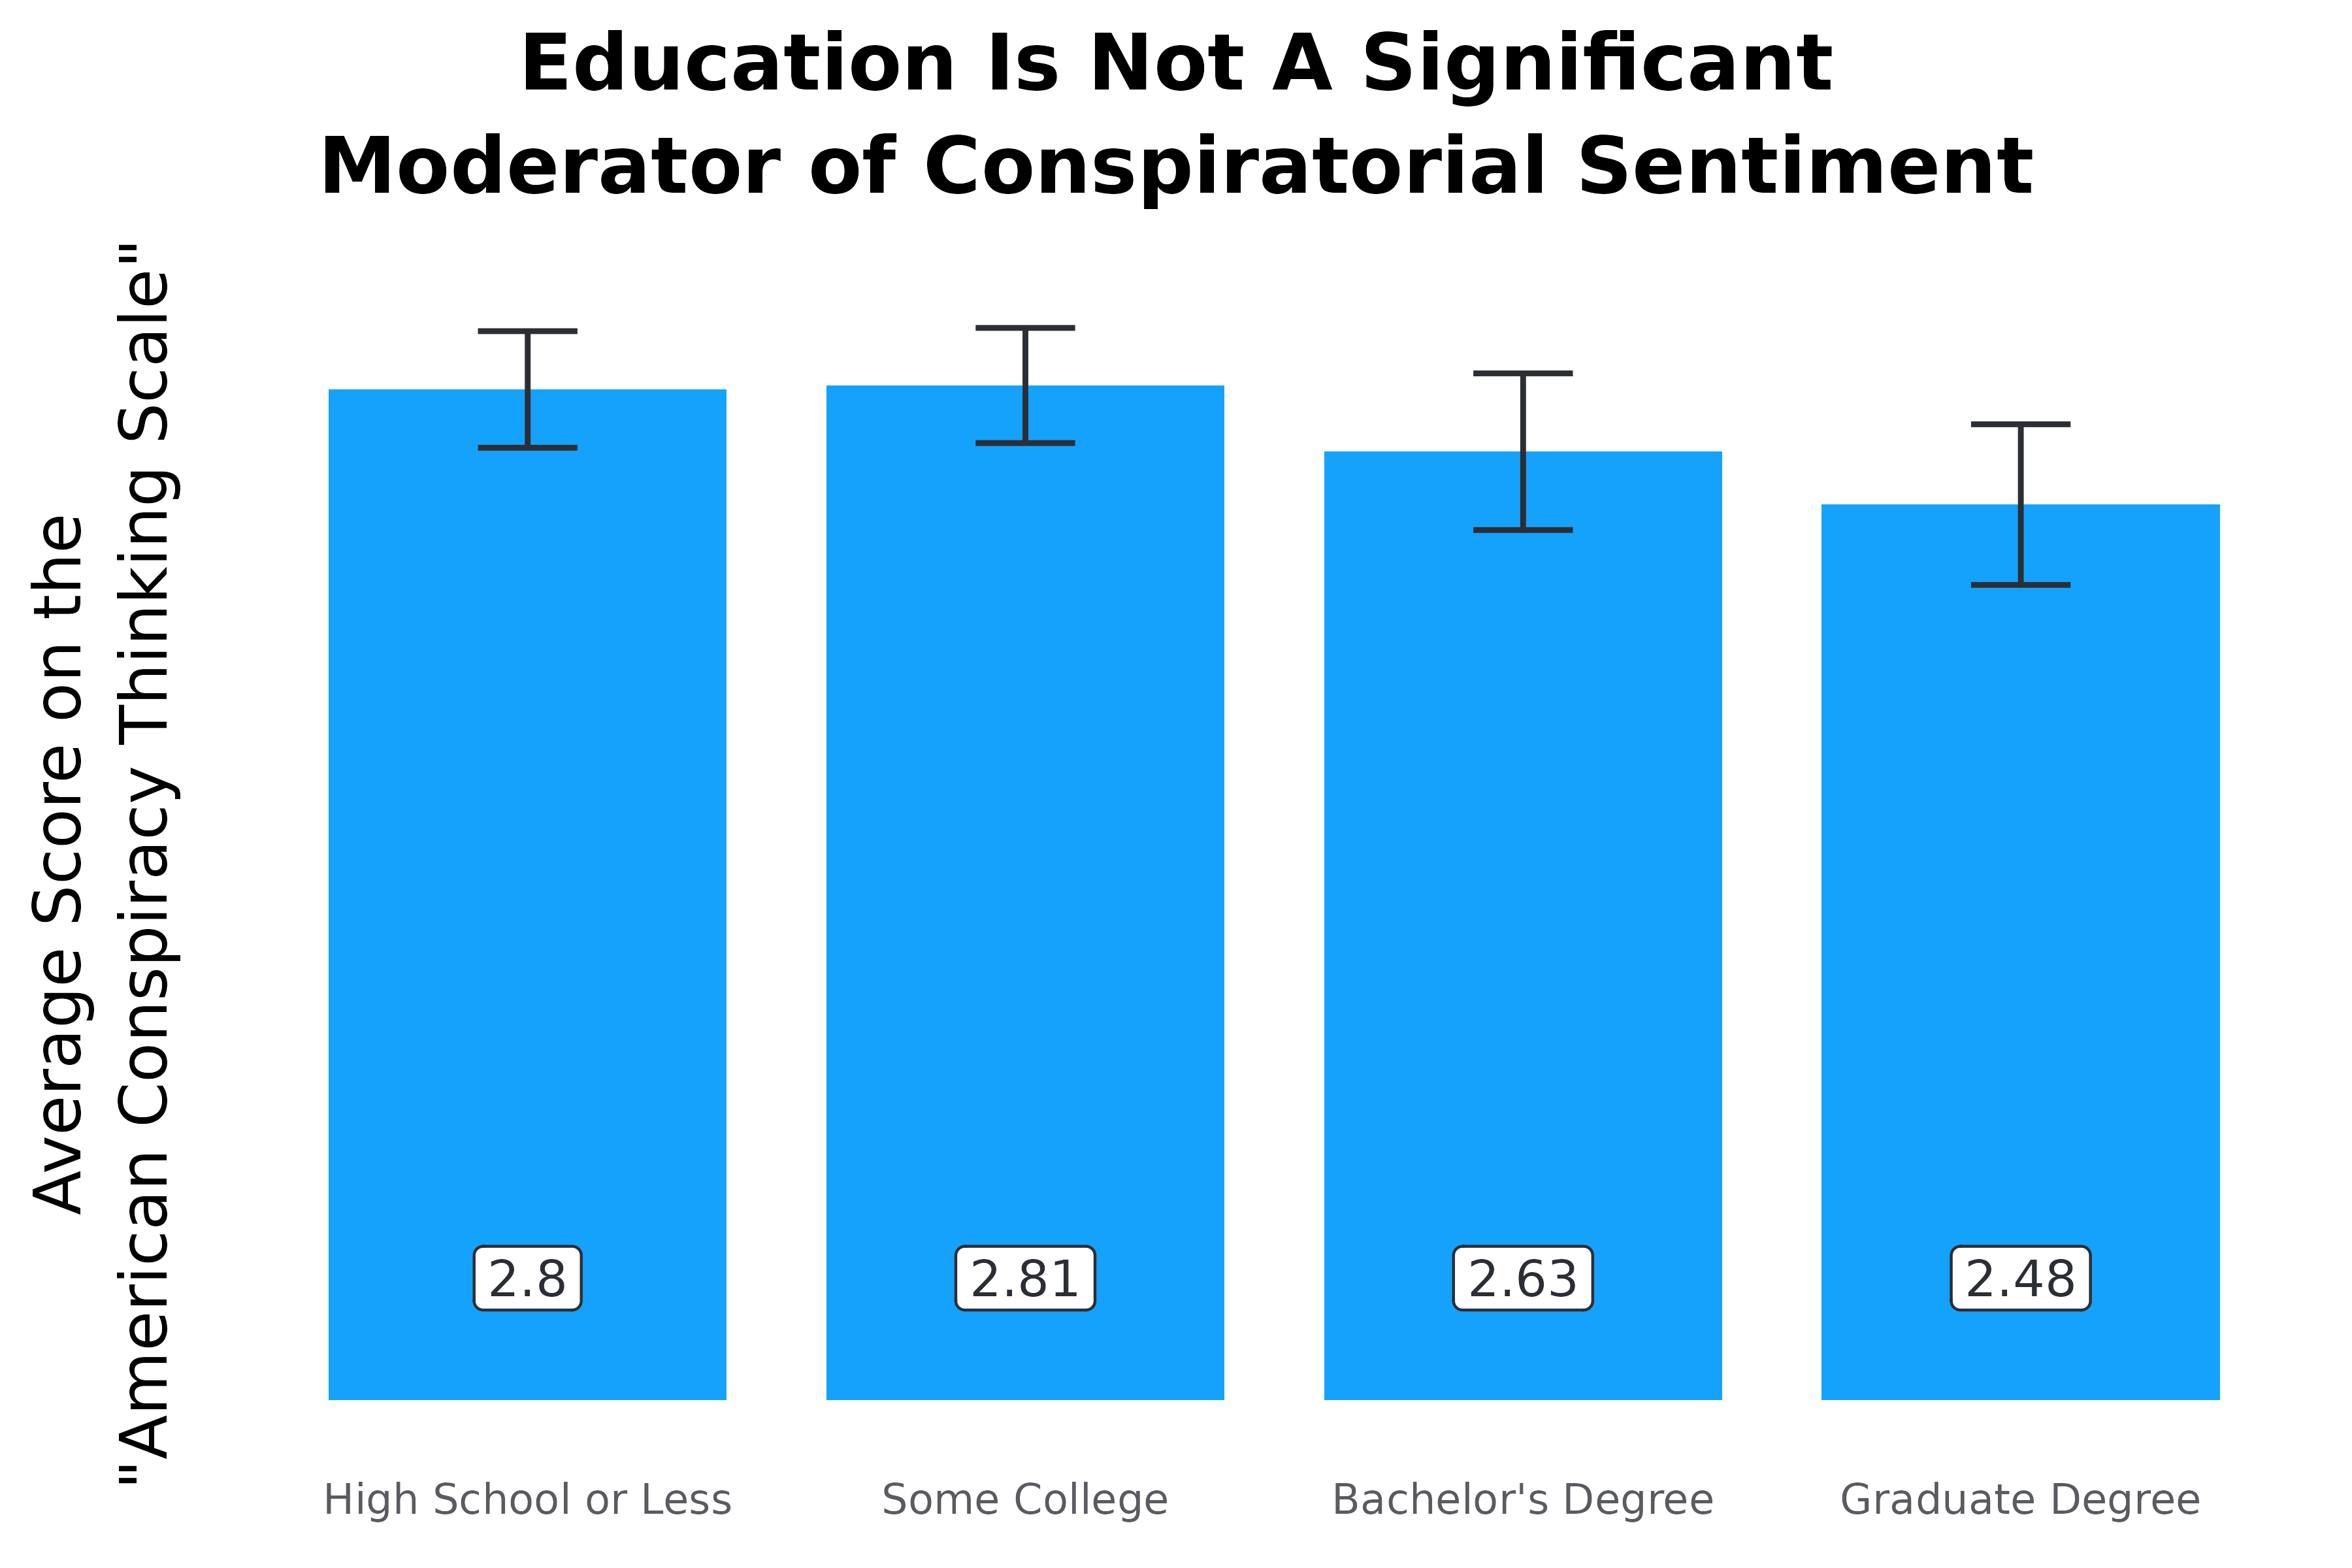 Education Is Not A Significant
Moderator of Conspiratorial Sentiment
Average Score on the
"American Conspiracy Thinking Scale"
2.8
2.81
2.63
2.48
High School or Less
Some College
Bachelor's Degree
Graduate Degree